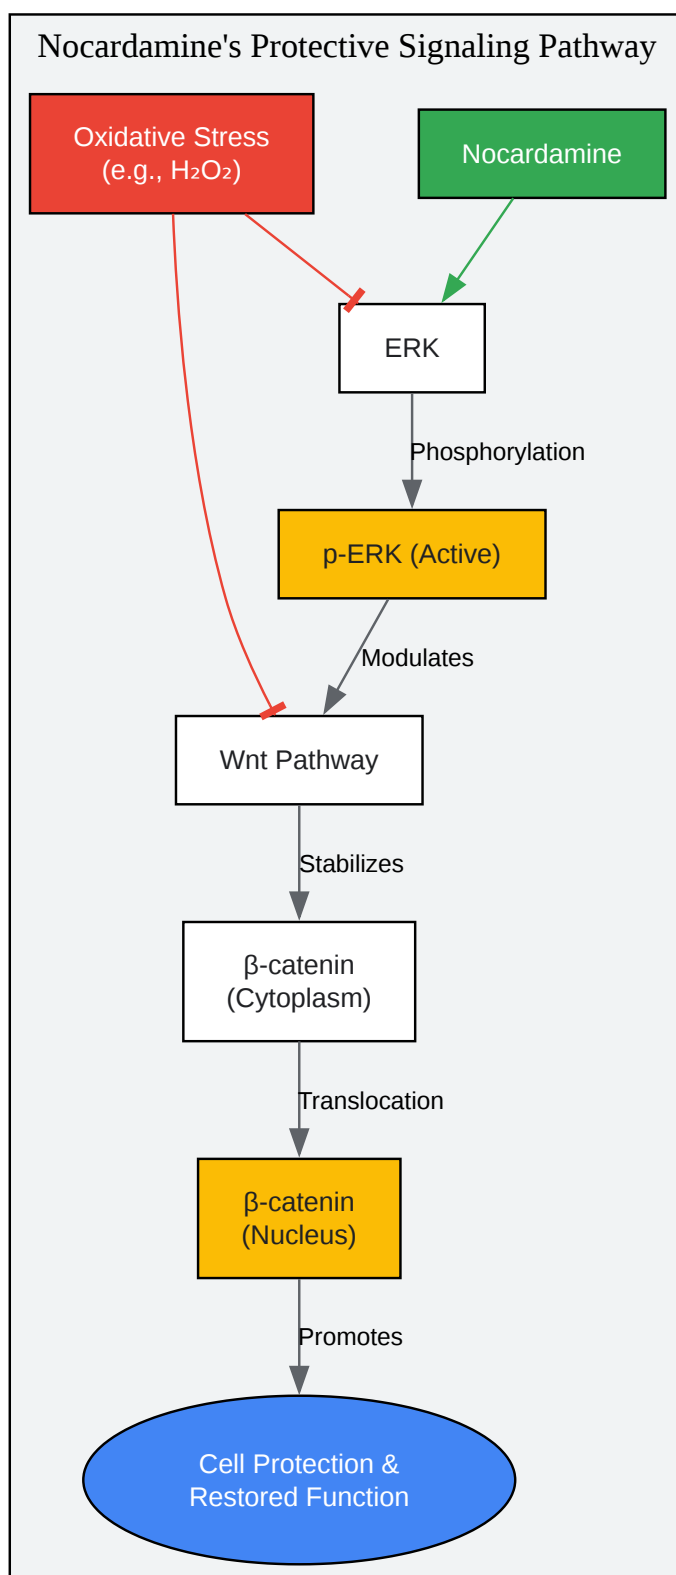 Nocardamine's Protective Signaling Pathway
Oxidative Stress
(e.g., H₂O₂)
Nocardamine
ERK
Phosphorylation
p-ERK (Active)
Modulates
Wnt Pathway
Stabilizes
β-catenin
(Cytoplasm)
Translocation
β-catenin
(Nucleus)
Promotes
Cell Protection &
Restored Function